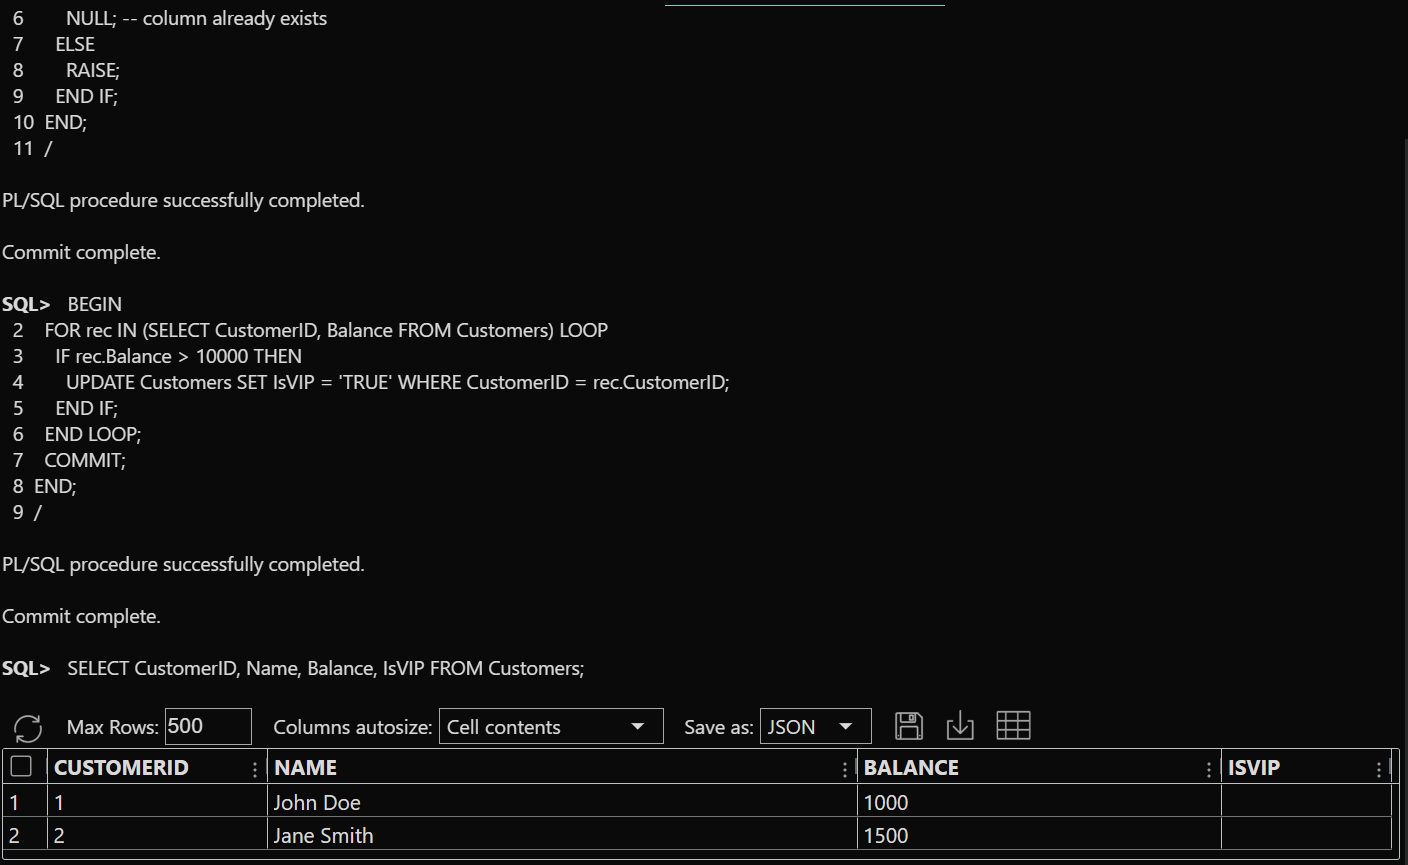 6 NULL; -- column already exists
7 ELSE
8 RAISE;
9 END IF;
10 END;
11 /
PL/SQL procedure successfully completed.
Commit complete.
SQL> BEGIN
2 FOR rec IN (SELECT CustomerID, Balance FROM Customers) LOOP
3 IF rec.Balance > 10000 THEN
4 UPDATE Customers SET IsVIP = 'TRUE' WHERE CustomerID = rec.CustomerID;
5 END IF;
6 END LOOP;
7 COMMIT;
8 END;
9 /
PL/SQL procedure successfully completed.
Commit complete.
SQL> SELECT CustomerID, Name, Balance, IsVIP FROM Customers;
Max Rows: 500 Columns autosize: Cell contents Save as: JSON
CUSTOMERID NAME BALANCE ISVIP
1 1 John Doe 1000
2 2 Jane Smith 1500